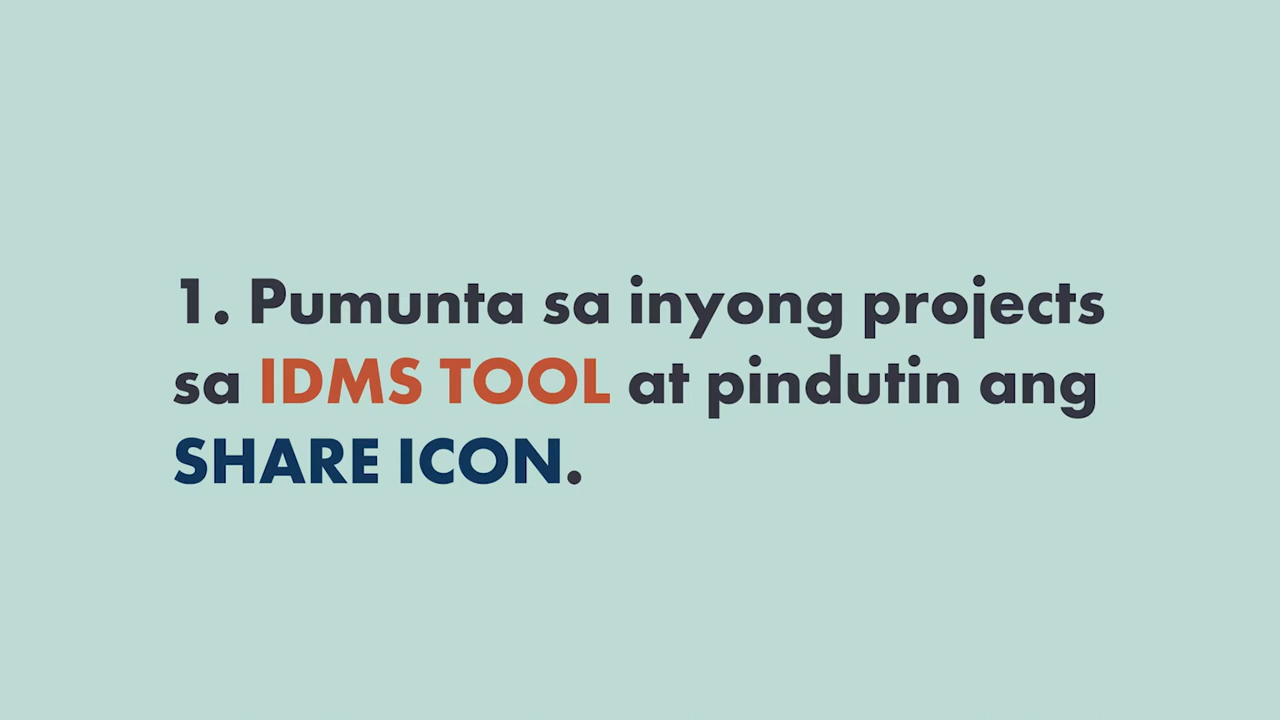 1. Pumunta sa inyong projects
sa IDMS TOOL at pindutin ang
SHARE ICON.